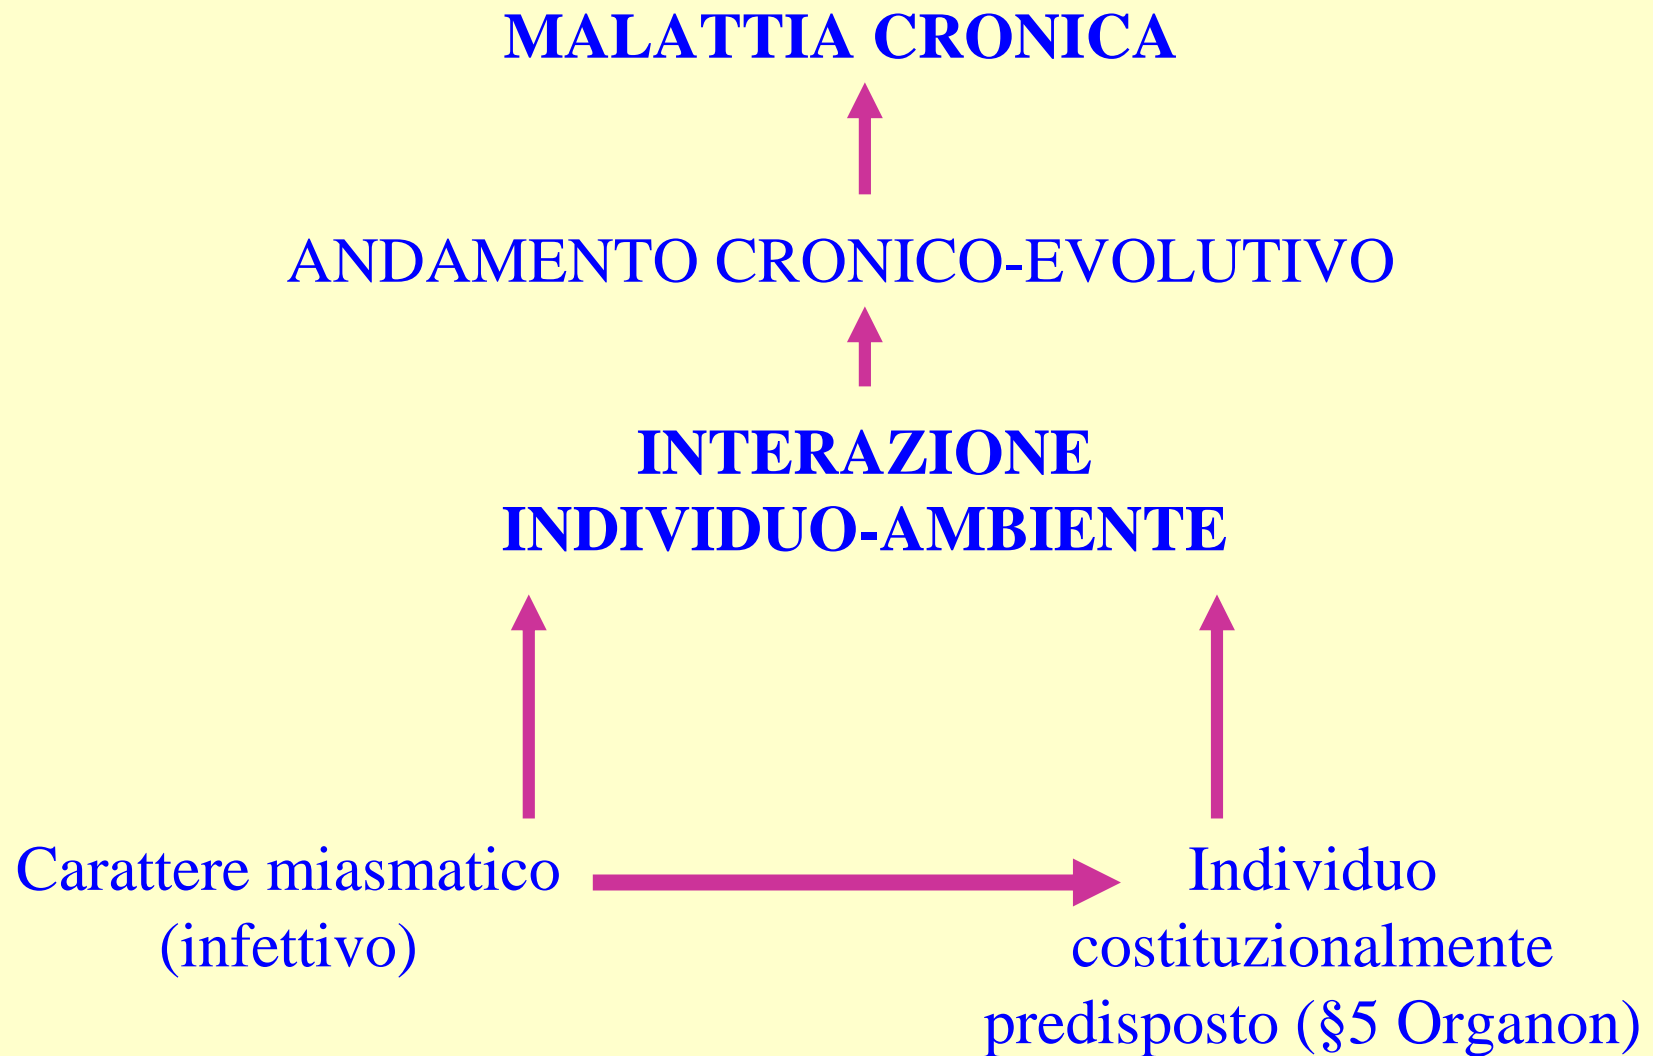 MALATTIA CRONICA
ANDAMENTO CRONICO-EVOLUTIVO
INTERAZIONE
INDIVIDUO-AMBIENTE
Carattere miasmatico
(infettivo)
Individuo
costituzionalmente
predisposto (§5 Organon)